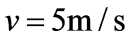 v = 5m / s